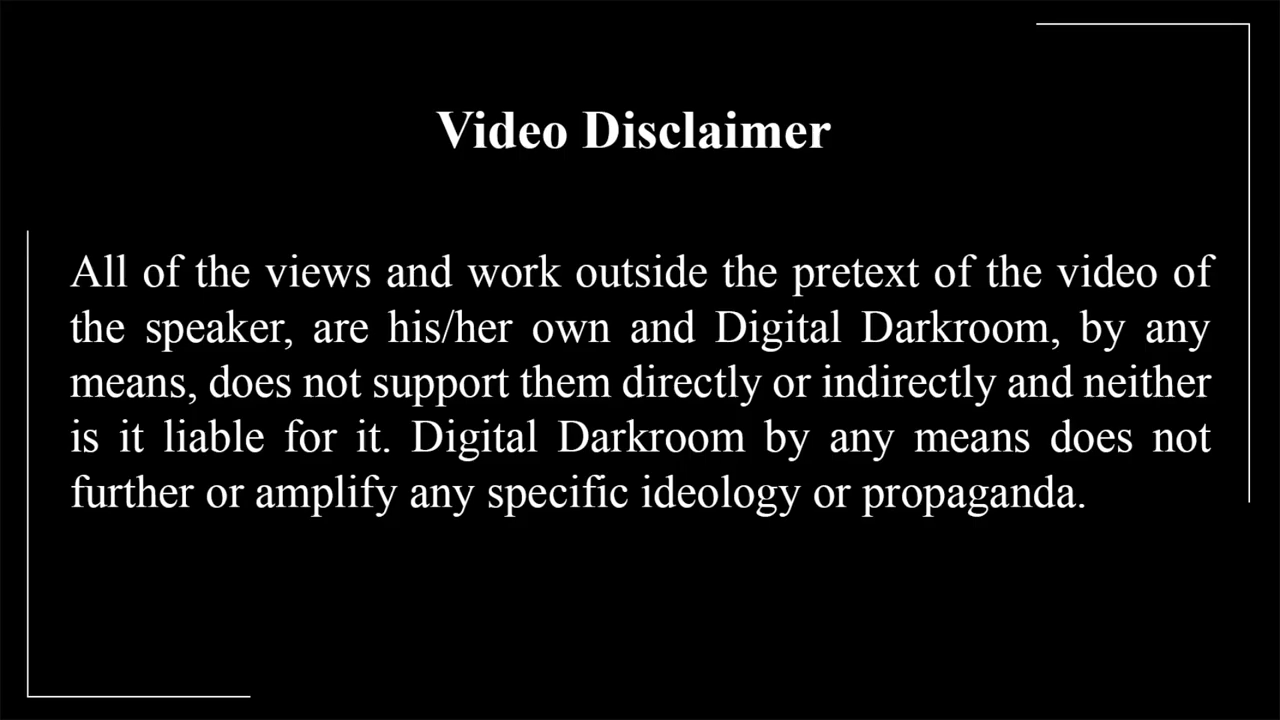 Video Disclaimer
All of the views and work outside the pretext of the video of
the speaker, are his/her own and Digital Darkroom, by any
means, does not support them directly or indirectly and neither
is it liable for it. Digital Darkroom by any means does not
further or amplify any specific ideology or propaganda.